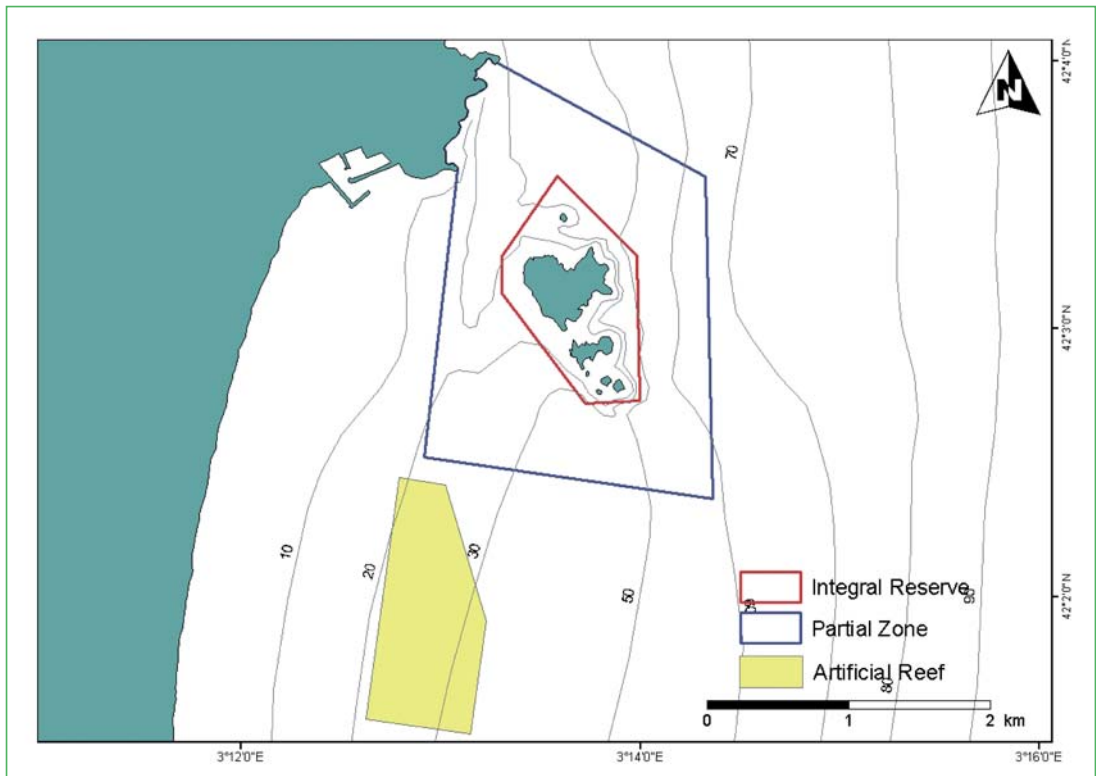 N
42°4'0"N
70
42°3'0"N
10
20
30
50
60
90
42°2'0"N
Integral Reserve
Partial Zone
Artificial Reef
80
0 1 2 km
3°12'0"E
3°14'0"E
3°16'0"E